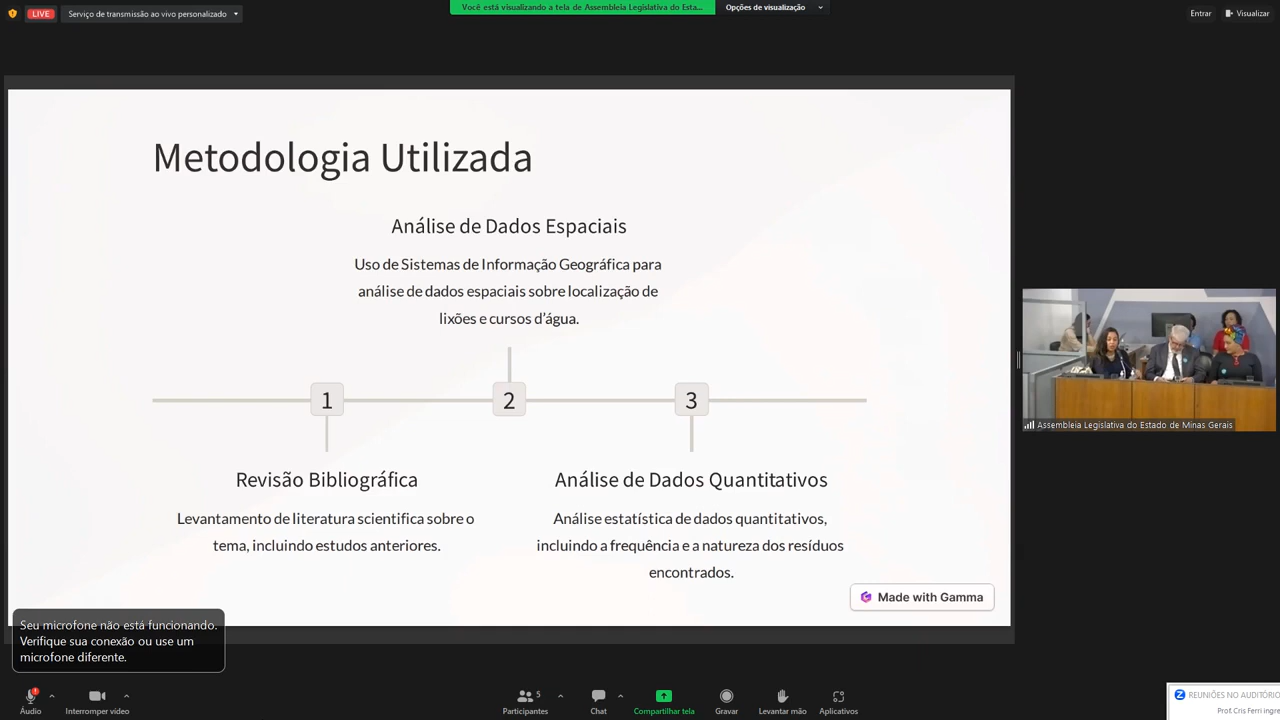 LIVE
Serviço de transmissão ao vivo personalizado
Você está visualizando a tela de Assembleia Legislativa do Esta...
Opções de visualização
Entrar
Visualizar
Metodologia Utilizada
Análise de Dados Espaciais
Uso de Sistemas de Informação Geográfica para
análise de dados espaciais sobre localização de
lixões e cursos d'água.
1
2
3
Revisão Bibliográfica
Levantamento de literatura scientifica sobre o
tema, incluindo estudos anteriores.
Análise de Dados Quantitativos
Análise estatística de dados quantitativos,
incluindo a frequência e a natureza dos resíduos
encontrados.
Made with Gamma
Assembleia Legislativa do Estado de Minas Gerais
Seu microfone não está funcionando.
Verifique sua conexão ou use um
microfone diferente.
Áudio
Interromper vídeo
Participantes
5
Chat
Compartilhar tela
Gravar
Levantar mão
Aplicativos
REUNIÕES NO AUDITÓRIO
Prof. Cris Ferri ingre